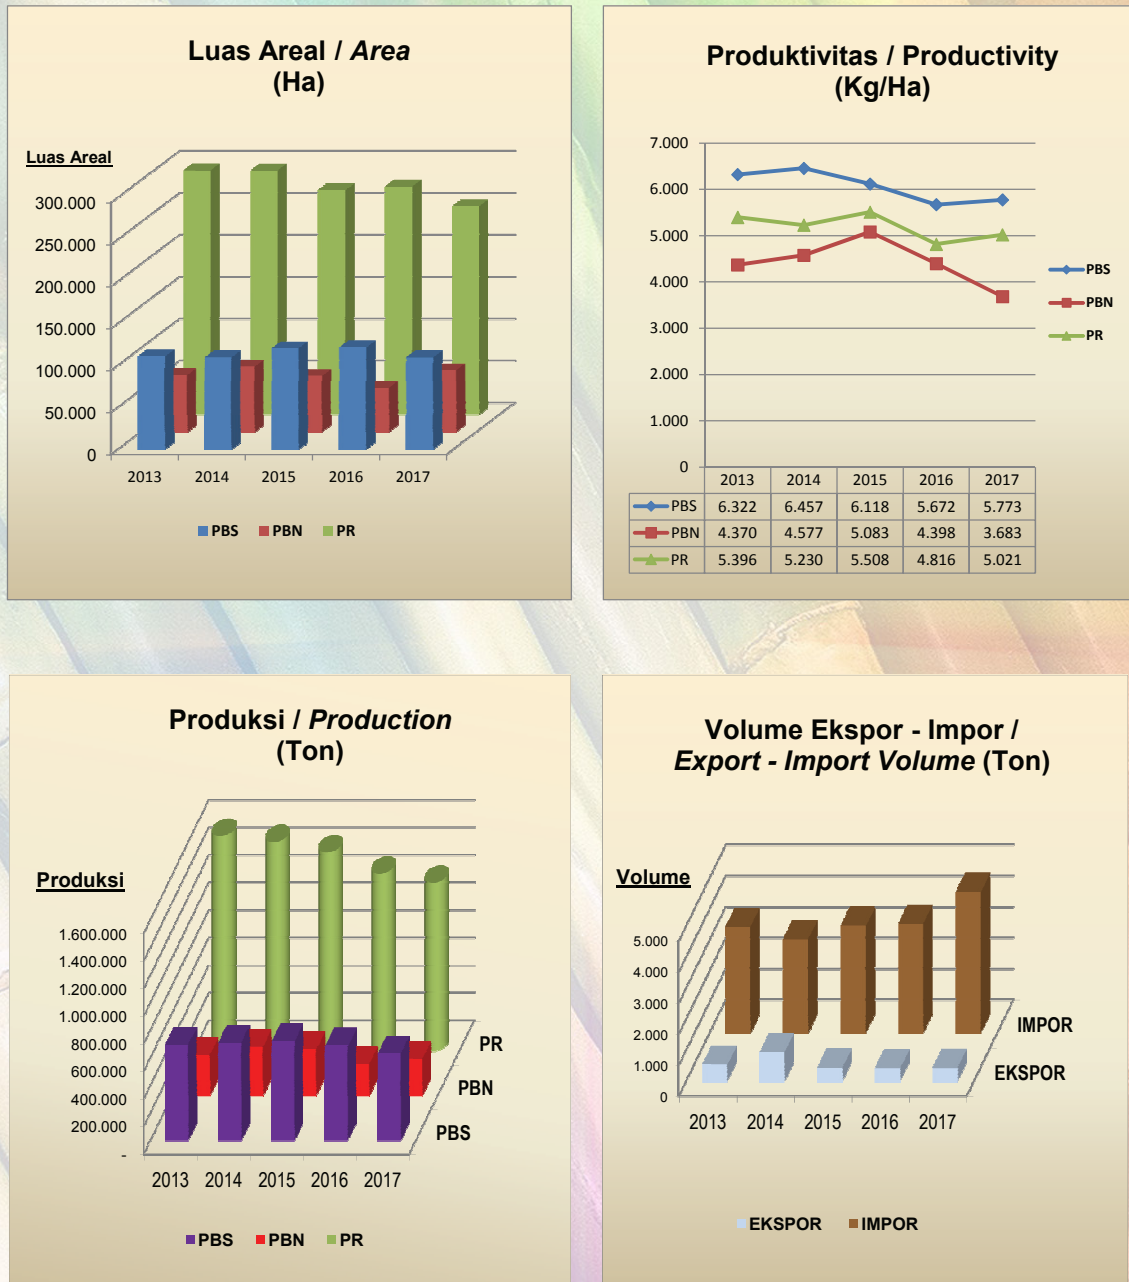 Luas Areal / Area
(Ha)
Luas Areal
300.000
250.000
200.000
150.000
100.000
50.000
0
2013 2014 2015 2016 2017
PBS PBN PR
Produktivitas / Productivity
(Kg/Ha)
7.000
6.000
5.000
4.000
3.000
2.000
1.000
0
PBS
PBN
PR
2013 2014 2015 2016 2017
PBS 6.322 6.457 6.118 5.672 5.773
PBN 4.370 4.577 5.083 4.398 3.683
PR 5.396 5.230 5.508 4.816 5.021
Produksi / Production
(Ton)
Produksi
1.600.000
1.400.000
1.200.000
1.000.000
800.000
600.000
400.000
200.000
-
PR
PBN
PBS
2013 2014 2015 2016 2017
PBS PBN PR
Volume Ekspor - Impor /
Export - Import Volume (Ton)
Volume
5.000
4.000
3.000
2.000
1.000
0
IMPOR
EKSPOR
2013 2014 2015 2016 2017
EKSPOR IMPOR